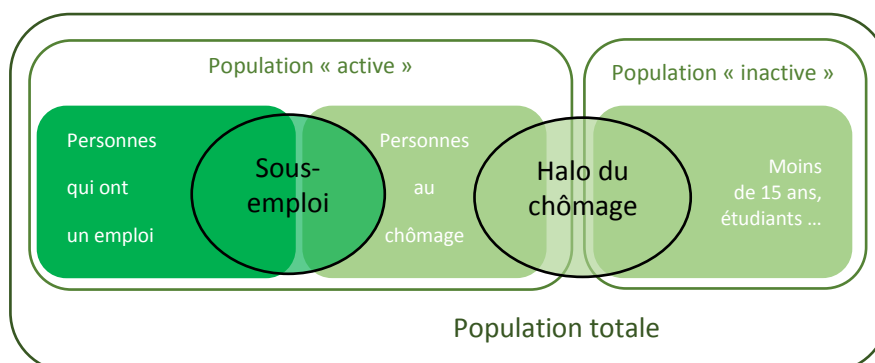 Population « active »
Population « inactive »
Personnes
qui ont
un emploi
Sous-
emploi
Personnes
au
chômage
Halo du
chômage
Moins
de 15 ans,
étudiants ...
Population totale